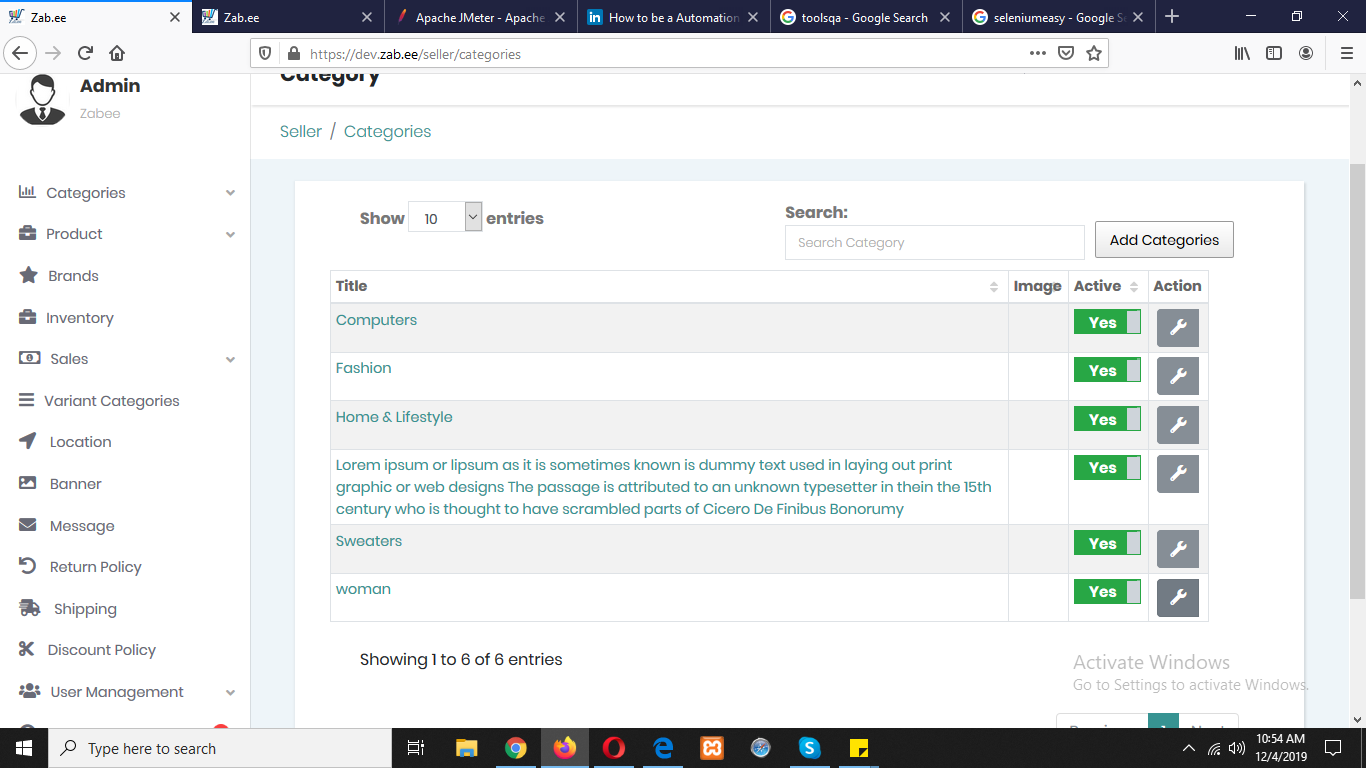 Zab.ee
Zab.ee
Apache JMeter - Apache
How to be a Automation
toolsqa - Google Search
seleniumeasy - Google Se
https://dev.zab.ee/seller/categories
Admin
Zabee
Categories
Product
Brands
Inventory
Sales
Variant Categories
Location
Banner
Message
Return Policy
Shipping
Discount Policy
User Management
Category
Seller / Categories
Show 10 entries
Search:
Search Category
Add Categories
Title Image Active Action
Computers Yes
Fashion Yes
Home & Lifestyle Yes
Lorem ipsum or lipsum as it is sometimes known is dummy text used in laying out print Yes
graphic or web designs The passage is attributed to an unknown typesetter in thein the 15th
century who is thought to have scrambled parts of Cicero De Finibus Bonorumy
Sweaters Yes
woman Yes
Showing 1 to 6 of 6 entries
Activate Windows
Go to Settings to activate Windows.
Type here to search
10:54 AM
12/4/2019